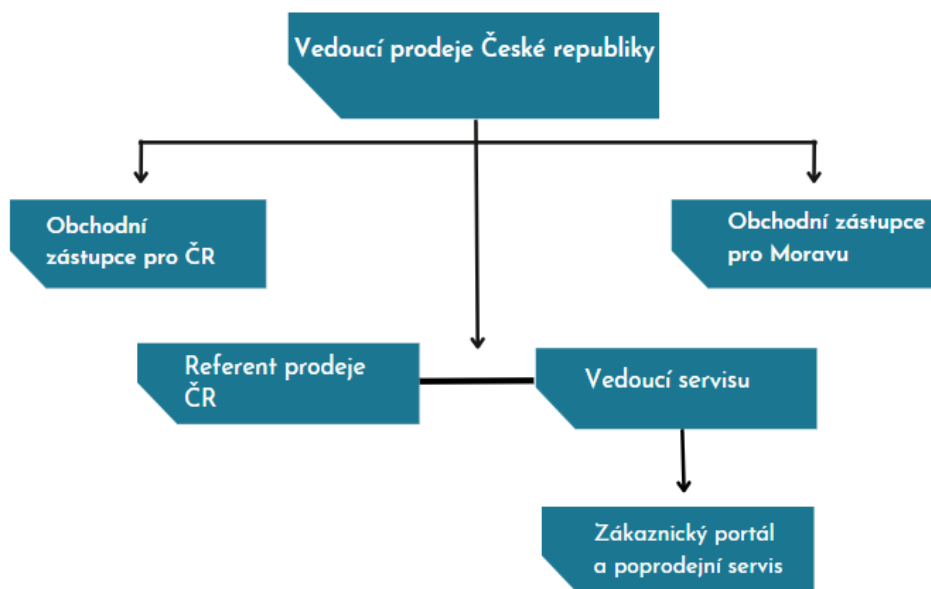 Vedoucí prodeje České republiky
Obchodní
zástupce pro ČR
Obchodní zástupce
pro Moravu
Referent prodeje
ČR
Vedoucí servisu
Zákaznický portál
a poprodejní servis